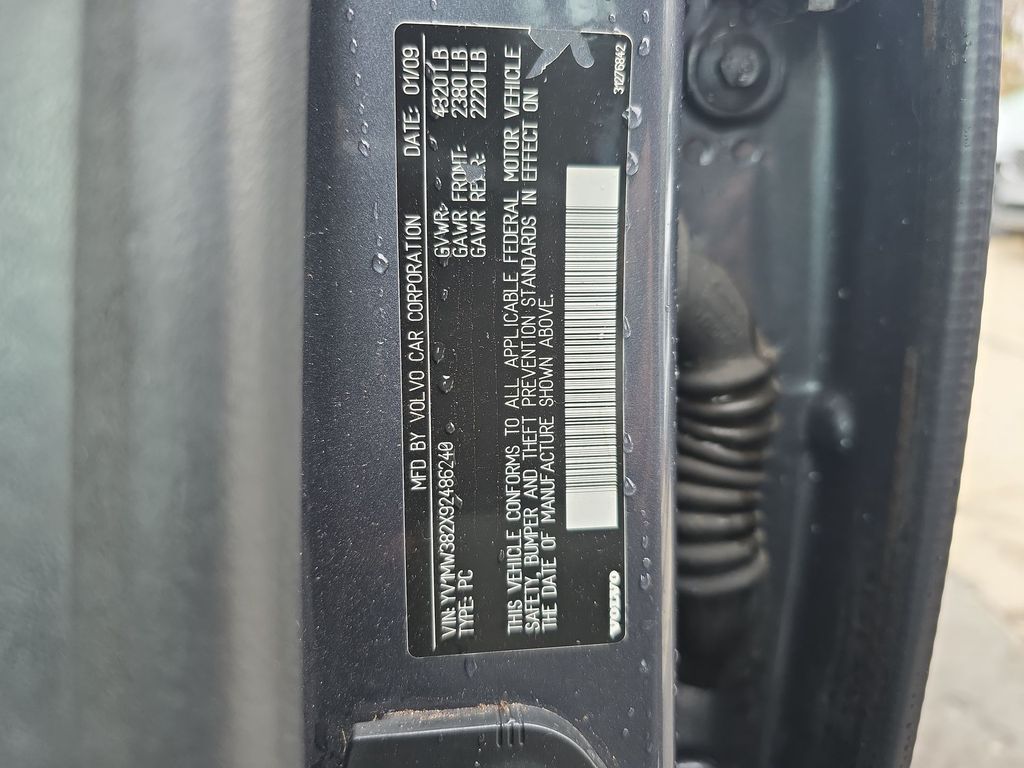 MFD BY VOLVO CAR CORPORATION DATE: 01/09
VIN: YV1MW382X92486240 GVWR: 4320 LB
TYPE: PC GAWR FRONT: 2380 LB
GAWR REAR: 2220 LB
THIS VEHICLE CONFORMS TO ALL APPLICABLE FEDERAL MOTOR VEHICLE
SAFETY, BUMPER AND THEFT PREVENTION STANDARDS IN EFFECT ON
THE DATE OF MANUFACTURE SHOWN ABOVE.
VOLVO
31276842